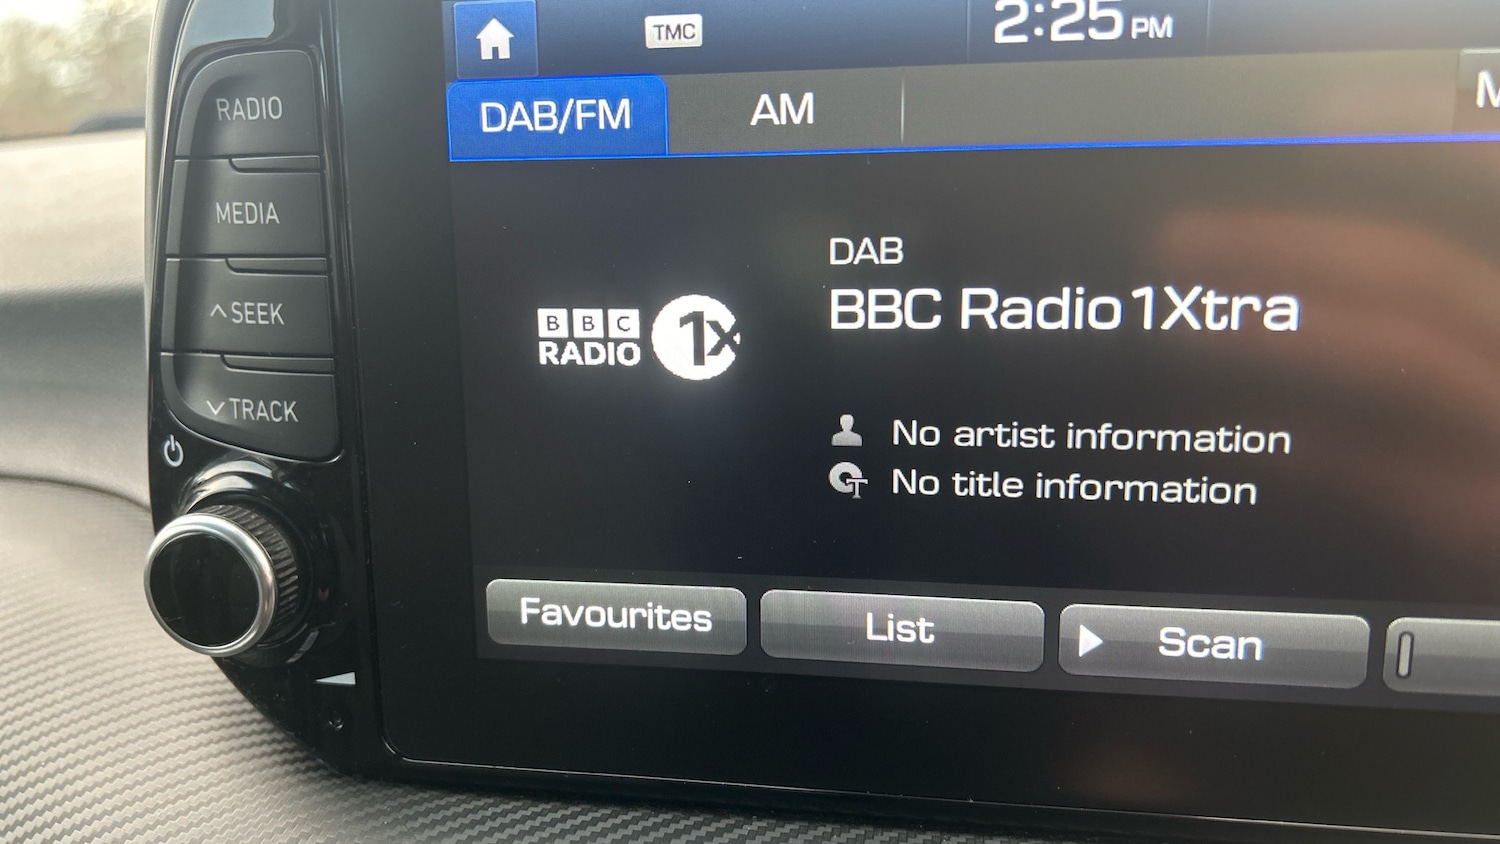 RADIO
MEDIA
SEEK
TRACK
TMC
2:25 PM
DAB/FM
AM
DAB
BBC Radio 1Xtra
BBC
RADIO
1X
No artist information
No title information
Favourites
List
Scan